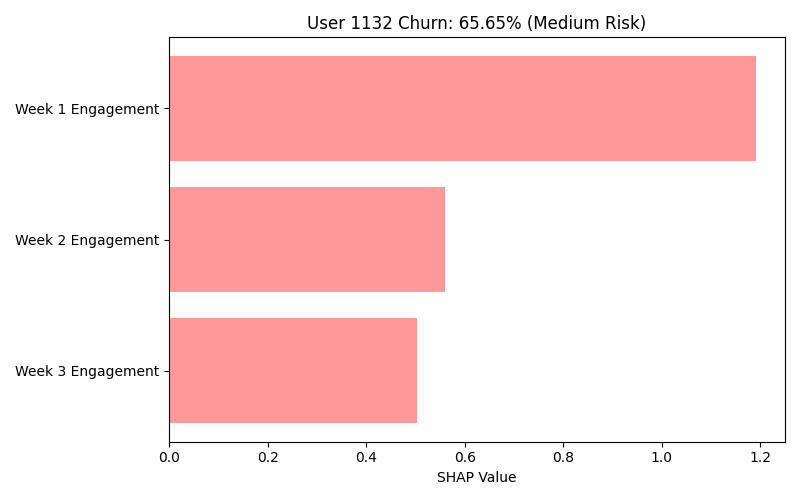 User 1132 Churn: 65.65% (Medium Risk)
Week 1 Engagement
Week 2 Engagement
Week 3 Engagement
0.0 0.2 0.4 0.6 0.8 1.0 1.2
SHAP Value